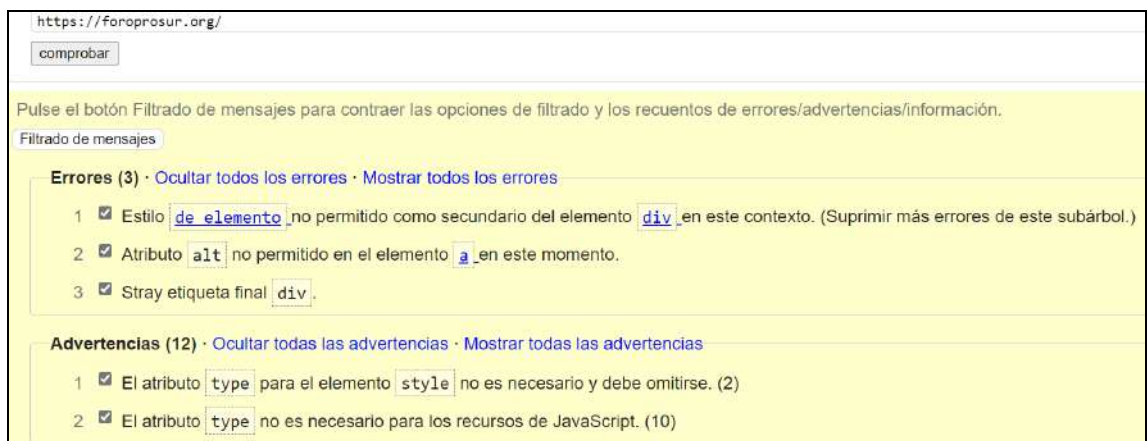 https://foroprosur.org/
comprobar
Pulse el botón Filtrado de mensajes para contraer las opciones de filtrado y los recuentos de errores/advertencias/información.
Filtrado de mensajes
Errores (3) · Ocultar todos los errores · Mostrar todos los errores
1 Estilo de elemento no permitido como secundario del elemento div en este contexto. (Suprimir más errores de este subárbol.)
2 Atributo alt no permitido en el elemento a en este momento.
3 Stray etiqueta final div.
Advertencias (12) · Ocultar todas las advertencias · Mostrar todas las advertencias
1 El atributo type para el elemento style no es necesario y debe omitirse. (2)
2 El atributo type no es necesario para los recursos de JavaScript. (10)